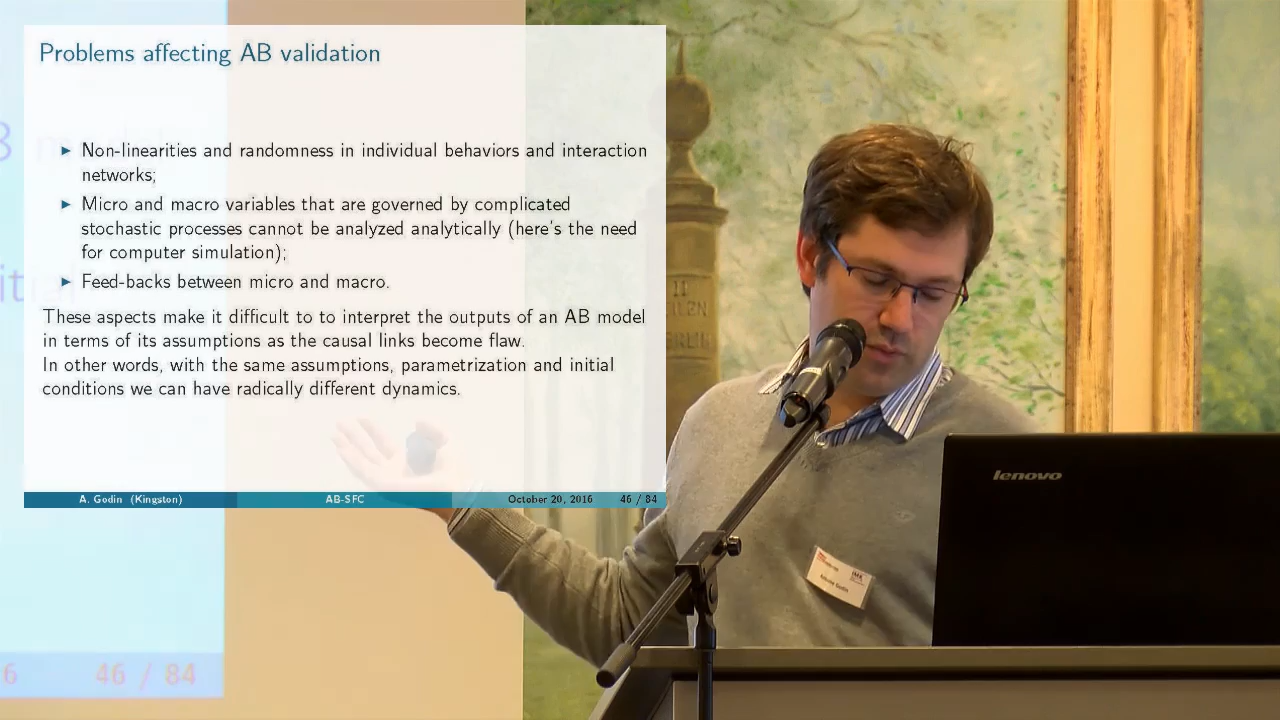 Problems affecting AB validation
Non-linearities and randomness in individual behaviors and interaction
networks;
Micro and macro variables that are governed by complicated
stochastic processes cannot be analyzed analytically (here's the need
for computer simulation);
Feed-backs between micro and macro.
These aspects make it difficult to to interpret the outputs of an AB model
in terms of its assumptions as the causal links become flaw.
In other words, with the same assumptions, parametrization and initial
conditions we can have radically different dynamics.
A. Godin (Kingston) AB-SFC October 20, 2016 46 / 84
6 46 / 84
lenovo
IMK